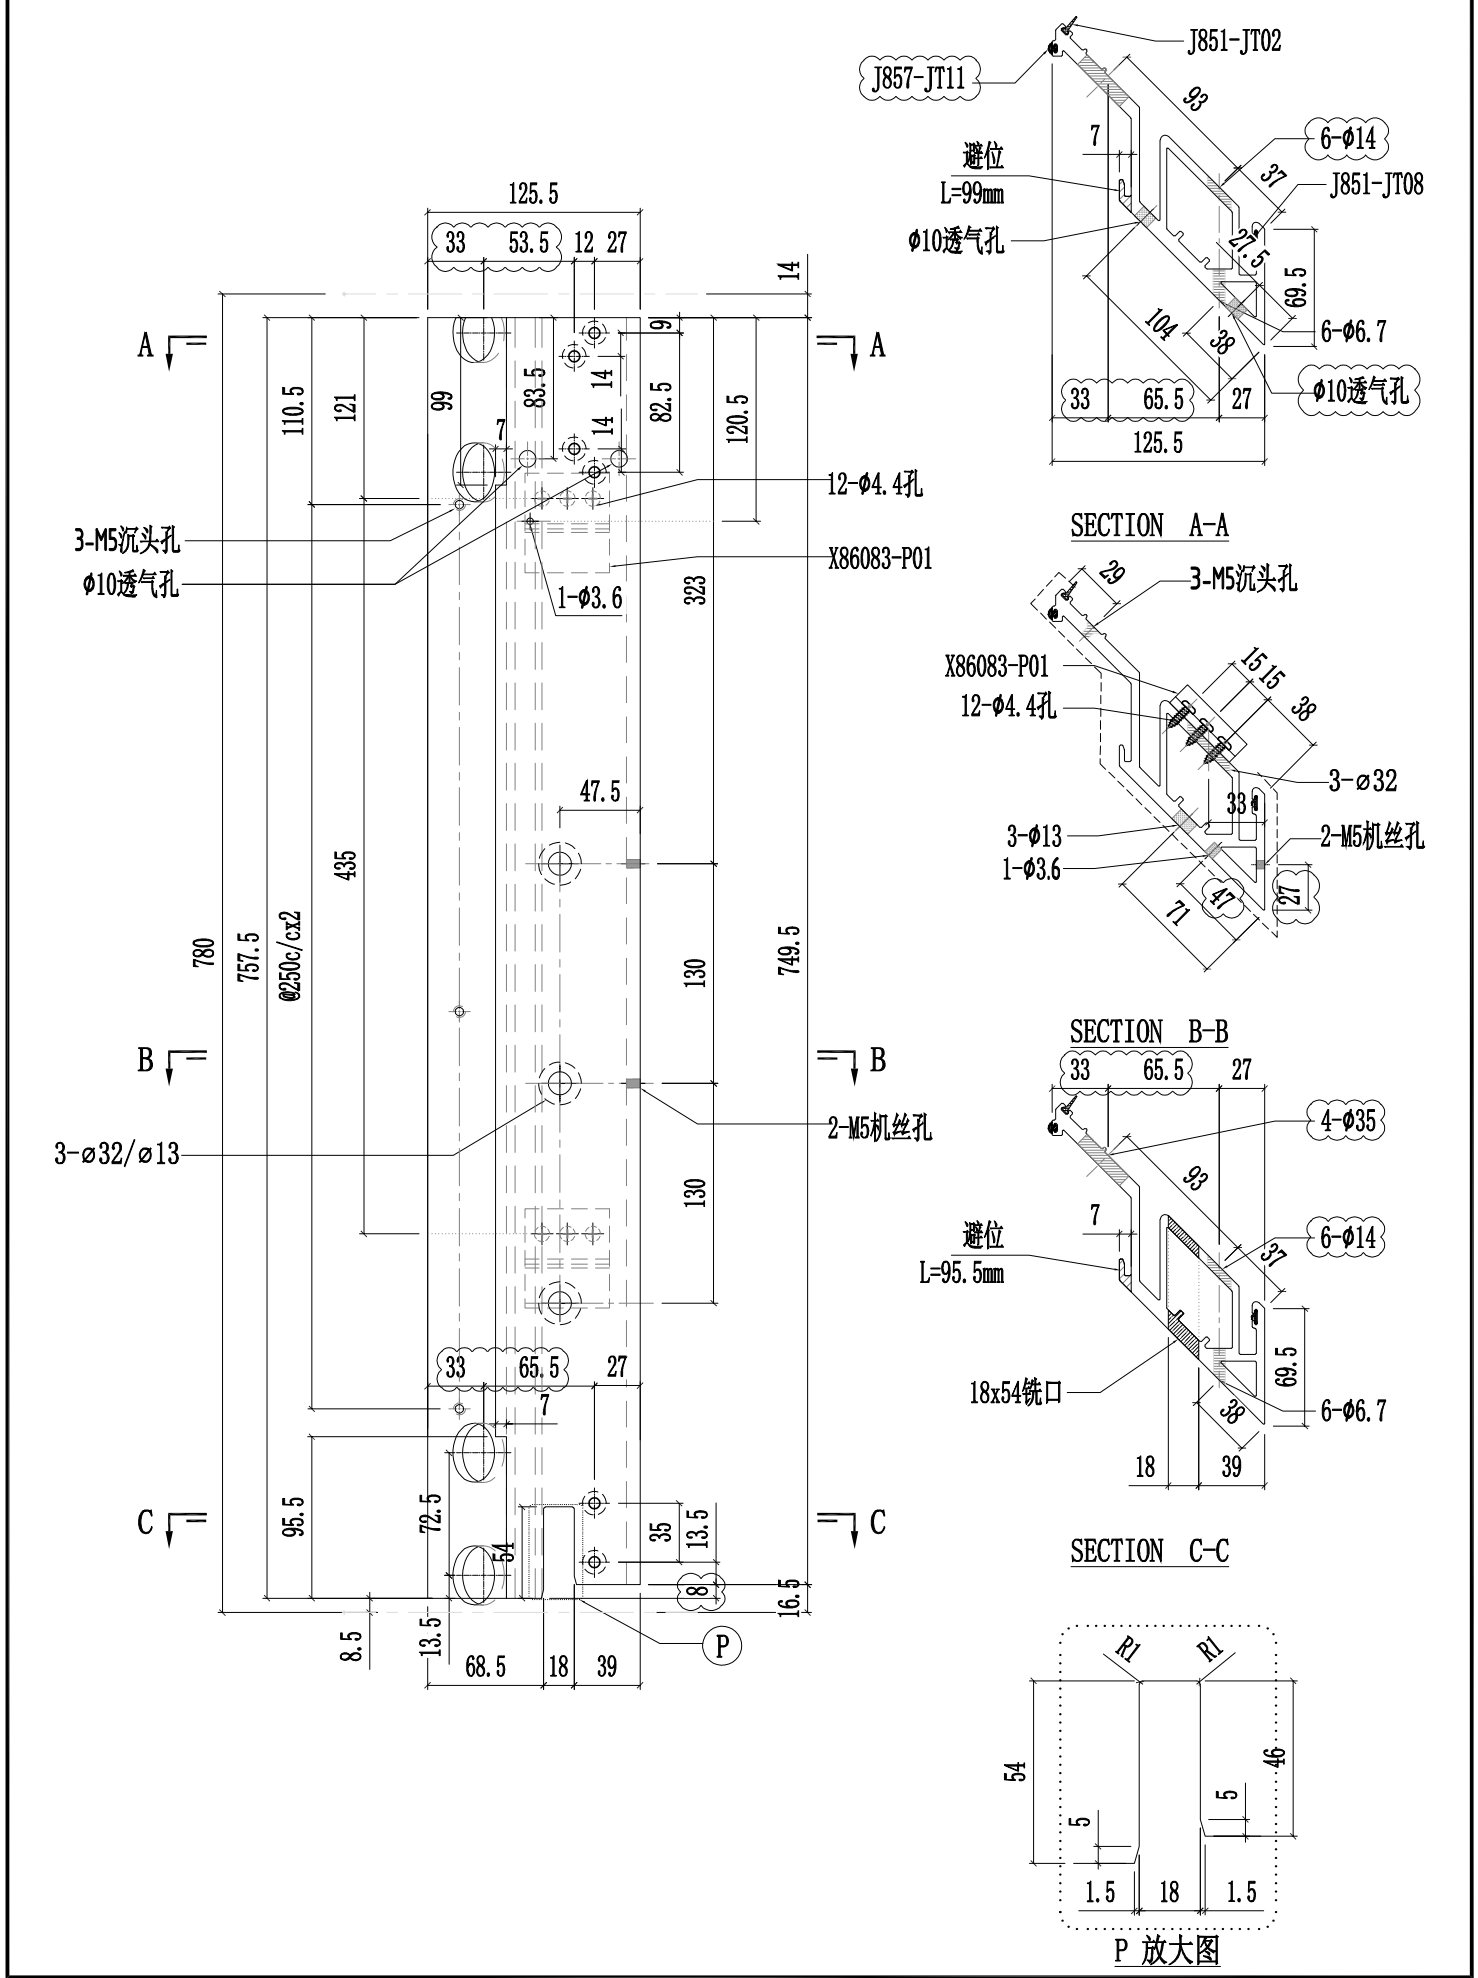 125.5
33 53.5 12 27
14
A A
9
110.5
121
99
83.5
14
82.5
120.5
7
14
12-ϕ4.4孔
3-M5沉头孔
ϕ10透气孔
X86083-P01
1-ϕ3.6
323
47.5
435
780
757.5
@250c/cx2
130
749.5
B B
2-M5机丝孔
3-⌀32/⌀13
130
33 65.5 27
7
C C
95.5
72.5
54
35
13.5
8
16.5
8.5
13.5
P
68.5 18 39
J851-JT02
J857-JT11
93
7
6-ϕ14
避位
L=99mm
37
J851-JT08
ϕ10透气孔
27.5
69.5
104
38
6-ϕ6.7
ϕ10透气孔
33 65.5 27
125.5
SECTION A-A
29
3-M5沉头孔
X86083-P01
15
15
12-ϕ4.4孔
38
3-⌀32
33
3-ϕ13
2-M5机丝孔
1-ϕ3.6
47
27
71
SECTION B-B
33 65.5 27
4-ϕ35
93
7
避位
6-ϕ14
37
L=95.5mm
69.5
18x54铣口
38
6-ϕ6.7
18 39
SECTION C-C
R1 R1
54
46
5
5
1.5 18 1.5
P 放大图